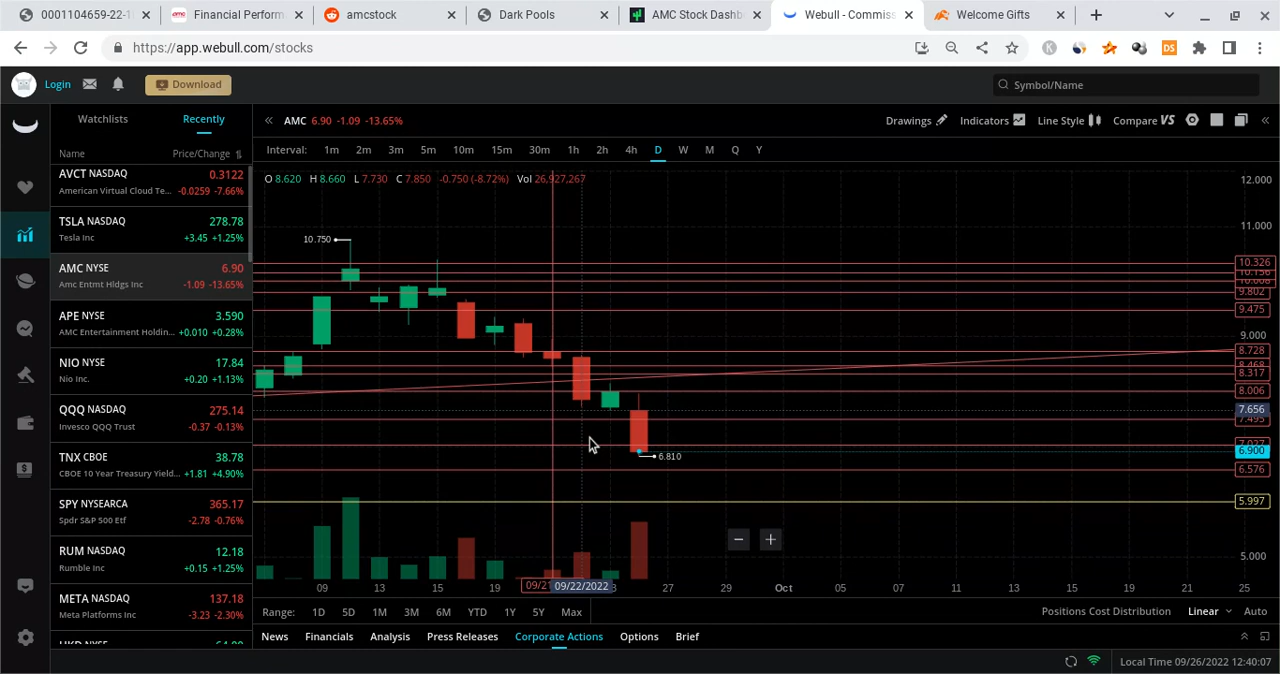 0001104659-22-1
Financial Perform
amcstock
Dark Pools
AMC Stock Dashb
Webull - Commiss
Welcome Gifts
https://app.webull.com/stocks
Login
Download
Symbol/Name
Watchlists
Recently
AMC 6.90 -1.09 -13.65%
Drawings
Indicators
Line Style
Compare VS
Name Price/Change
Interval: 1m 2m 3m 5m 10m 15m 30m 1h 2h 4h D W M Q Y
AVCT NASDAQ 0.3122
American Virtual Cloud Te... -0.0259 -7.66%
TSLA NASDAQ 278.78
Tesla Inc +3.45 +1.25%
AMC NYSE 6.90
Amc Entmt Hldgs Inc -1.09 -13.65%
APE NYSE 3.590
AMC Entertainment Holdin... +0.010 +0.28%
NIO NYSE 17.84
Nio Inc. +0.20 +1.13%
QQQ NASDAQ 275.14
Invesco QQQ Trust -0.37 -0.13%
TNX CBOE 38.78
CBOE 10 Year Treasury Yield... +1.81 +4.90%
SPY NYSEARCA 365.17
Spdr S&P 500 Etf -2.78 -0.76%
RUM NASDAQ 12.18
Rumble Inc +0.15 +1.25%
META NASDAQ 137.18
Meta Platforms Inc -3.23 -2.30%
O 8.620 H 8.660 L 7.730 C 7.850 -0.750 (-8.72%) Vol 26,927,267
10.750
6.810
12.000
11.000
10.326
9.802
9.475
9.000
8.728
8.317
8.006
7.656
7.495
6.900
6.576
5.997
5.000
09 13 15 19 09/22/2022 27 29 Oct 05 07 11 13 15 19 21 25
Range: 1D 5D 1M 3M 6M YTD 1Y 5Y Max
Positions Cost Distribution Linear Auto
News Financials Analysis Press Releases Corporate Actions Options Brief
Local Time 09/26/2022 12:40:07